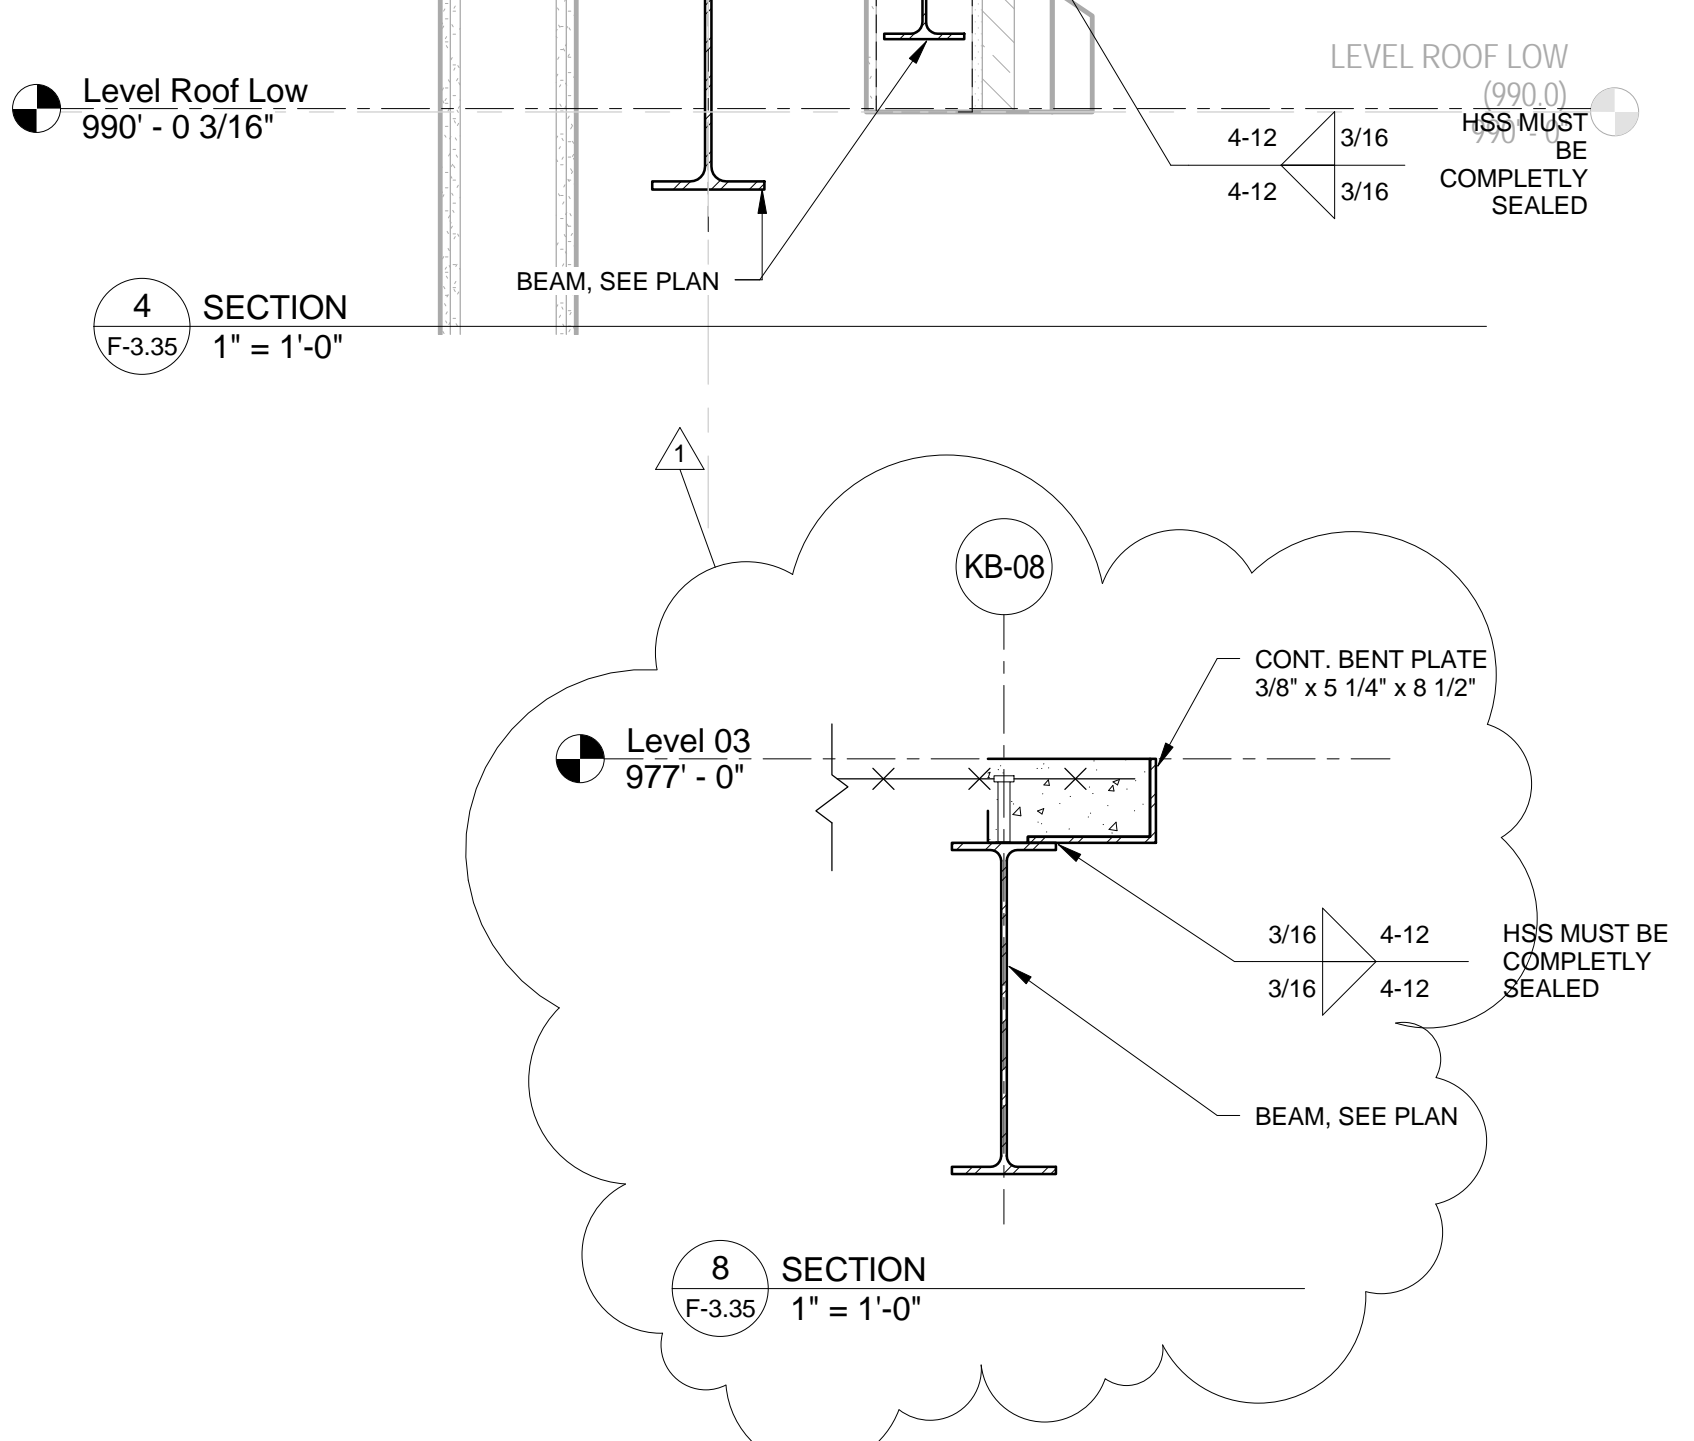 Level Roof Low
990' - 0 3/16"
LEVEL ROOF LOW
(990.0)
990' - 0"
4-12
3/16
4-12
3/16
HSS MUST
BE
COMPLETLY
SEALED
BEAM, SEE PLAN
4
SECTION
F-3.35
1" = 1'-0"
1
KB-08
CONT. BENT PLATE
3/8" x 5 1/4" x 8 1/2"
Level 03
977' - 0"
3/16
4-12
3/16
4-12
HSS MUST BE
COMPLETLY
SEALED
BEAM, SEE PLAN
8
SECTION
F-3.35
1" = 1'-0"